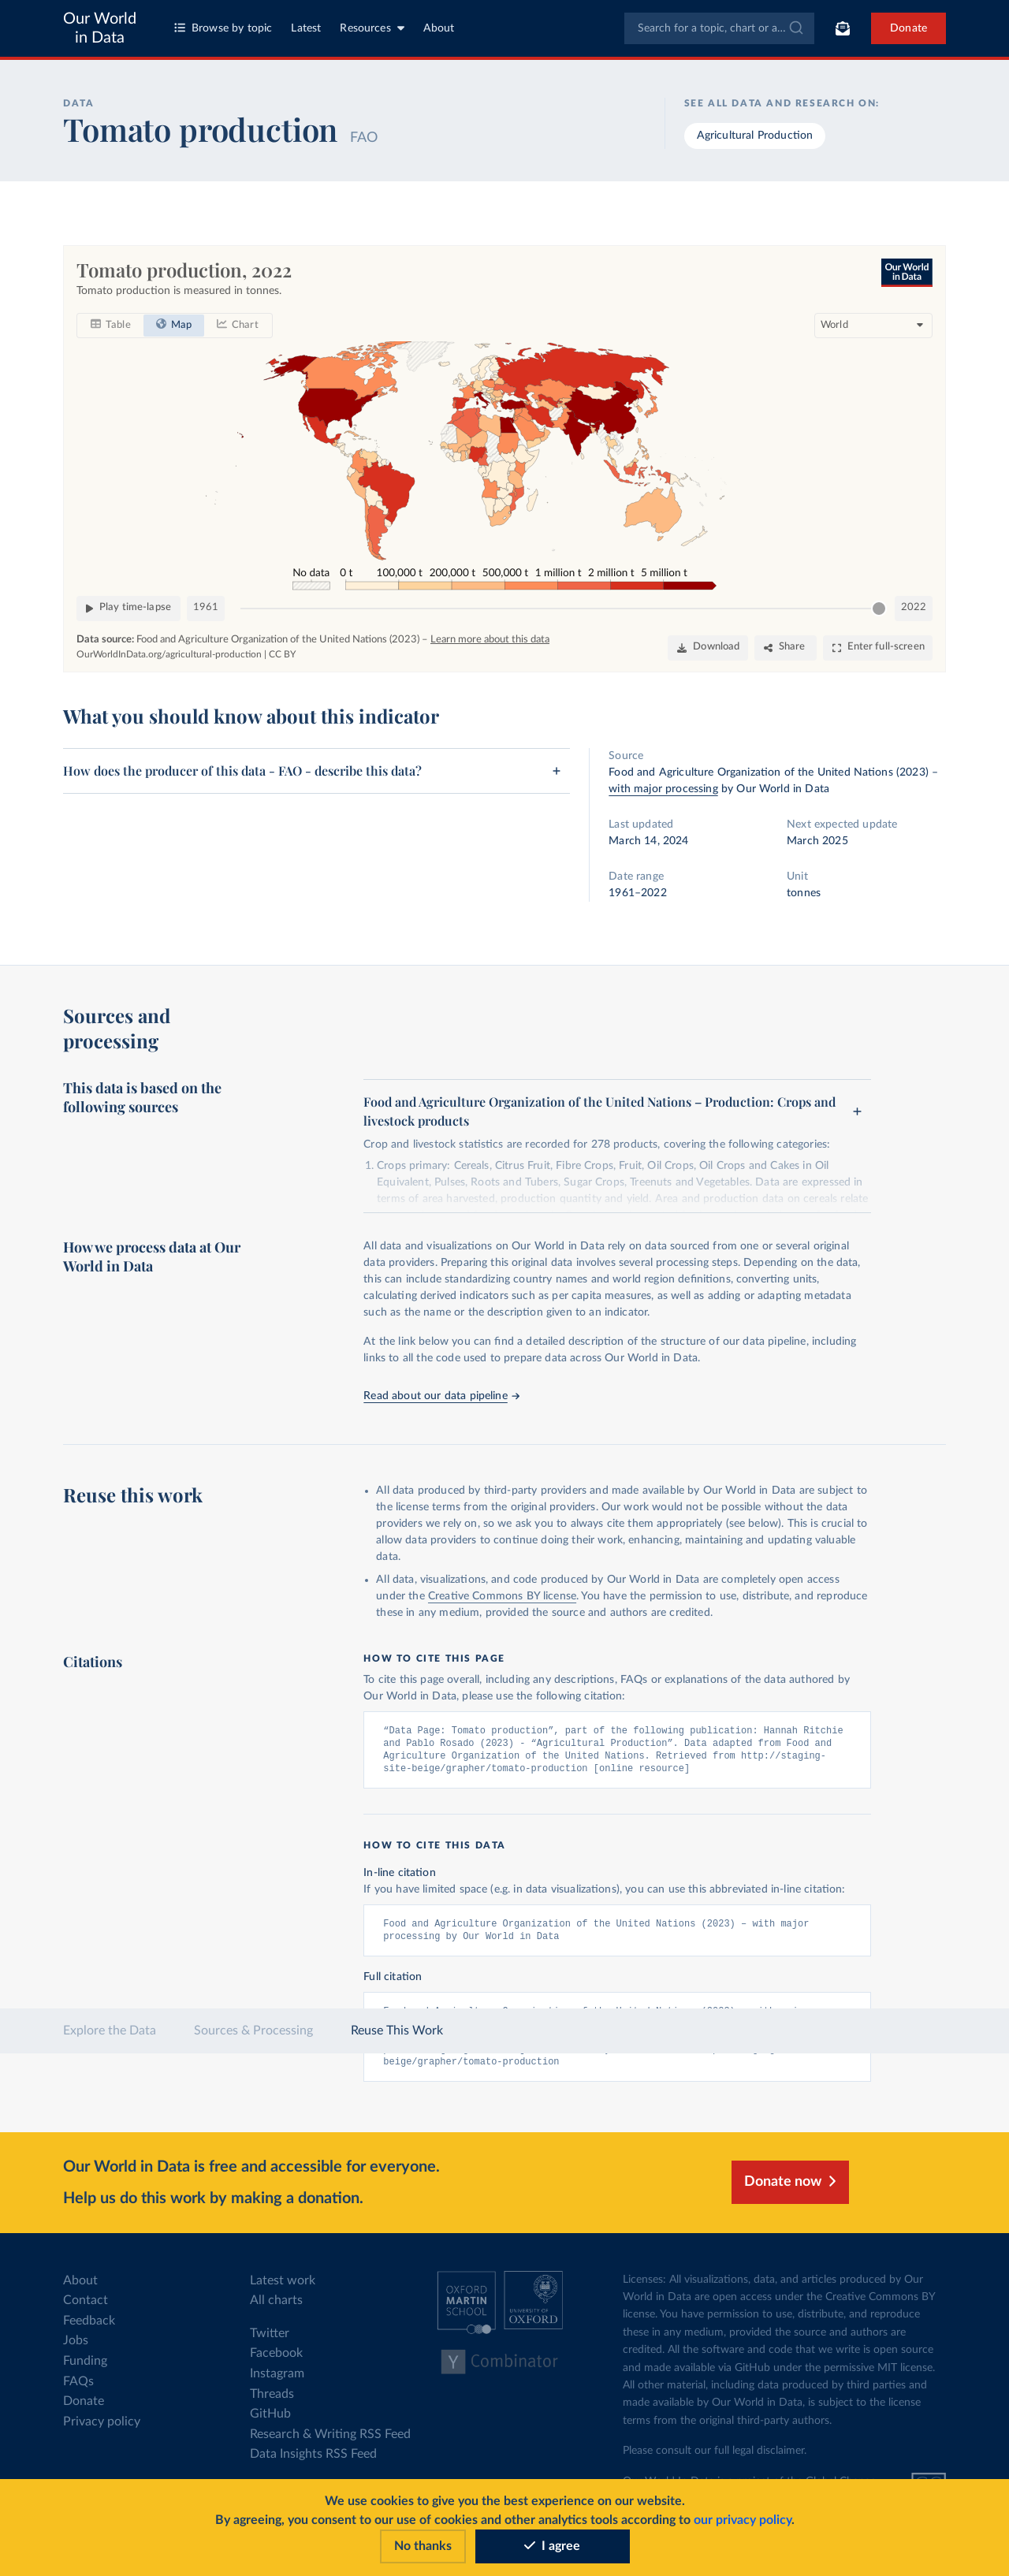 Our World
in Data
Browse by topic
Latest
Resources
About
Search for a topic, chart or a...
Donate
DATA
Tomato production FAO
SEE ALL DATA AND RESEARCH ON:
Agricultural Production
Tomato production, 2022
Tomato production is measured in tonnes.
Our World
in Data
Table
Map
Chart
World
No data
0 t
100,000 t
200,000 t
500,000 t
1 million t
2 million t
5 million t
Play time-lapse
1961
2022
Data source: Food and Agriculture Organization of the United Nations (2023) – Learn more about this data
OurWorldInData.org/agricultural-production | CC BY
Download
Share
Enter full-screen
What you should know about this indicator
How does the producer of this data - FAO - describe this data?
+
Source
Food and Agriculture Organization of the United Nations (2023) –
with major processing by Our World in Data
Last updated
March 14, 2024
Next expected update
March 2025
Date range
1961–2022
Unit
tonnes
Sources and
processing
This data is based on the
following sources
Food and Agriculture Organization of the United Nations – Production: Crops and
livestock products
+
Crop and livestock statistics are recorded for 278 products, covering the following categories:
1. Crops primary: Cereals, Citrus Fruit, Fibre Crops, Fruit, Oil Crops, Oil Crops and Cakes in Oil
Equivalent, Pulses, Roots and Tubers, Sugar Crops, Treenuts and Vegetables. Data are expressed in
terms of area harvested, production quantity and yield. Area and production data on cereals relate
How we process data at Our
World in Data
All data and visualizations on Our World in Data rely on data sourced from one or several original
data providers. Preparing this original data involves several processing steps. Depending on the data,
this can include standardizing country names and world region definitions, converting units,
calculating derived indicators such as per capita measures, as well as adding or adapting metadata
such as the name or the description given to an indicator.
At the link below you can find a detailed description of the structure of our data pipeline, including
links to all the code used to prepare data across Our World in Data.
Read about our data pipeline →
Reuse this work
• All data produced by third-party providers and made available by Our World in Data are subject to
the license terms from the original providers. Our work would not be possible without the data
providers we rely on, so we ask you to always cite them appropriately (see below). This is crucial to
allow data providers to continue doing their work, enhancing, maintaining and updating valuable
data.
• All data, visualizations, and code produced by Our World in Data are completely open access
under the Creative Commons BY license. You have the permission to use, distribute, and reproduce
these in any medium, provided the source and authors are credited.
Citations
HOW TO CITE THIS PAGE
To cite this page overall, including any descriptions, FAQs or explanations of the data authored by
Our World in Data, please use the following citation:
“Data Page: Tomato production”, part of the following publication: Hannah Ritchie
and Pablo Rosado (2023) - “Agricultural Production”. Data adapted from Food and
Agriculture Organization of the United Nations. Retrieved from http://staging-
site-beige/grapher/tomato-production [online resource]
HOW TO CITE THIS DATA
In-line citation
If you have limited space (e.g. in data visualizations), you can use this abbreviated in-line citation:
Food and Agriculture Organization of the United Nations (2023) – with major
processing by Our World in Data
Full citation
Explore the Data
Sources & Processing
Reuse This Work
beige/grapher/tomato-production
Our World in Data is free and accessible for everyone.
Help us do this work by making a donation.
Donate now
About
Contact
Feedback
Jobs
Funding
FAQs
Donate
Privacy policy
Latest work
All charts
Twitter
Facebook
Instagram
Threads
GitHub
Research & Writing RSS Feed
Data Insights RSS Feed
OXFORD
MARTIN
SCHOOL
UNIVERSITY OF
OXFORD
Y Combinator
Licenses: All visualizations, data, and articles produced by Our
World in Data are open access under the Creative Commons BY
license. You have permission to use, distribute, and reproduce
these in any medium, provided the source and authors are
credited. All the software and code that we write is open source
and made available via GitHub under the permissive MIT license.
All other material, including data produced by third parties and
made available by Our World in Data, is subject to the license
terms from the original third-party authors.
Please consult our full legal disclaimer.
We use cookies to give you the best experience on our website.
By agreeing, you consent to our use of cookies and other analytics tools according to our privacy policy.
No thanks
I agree